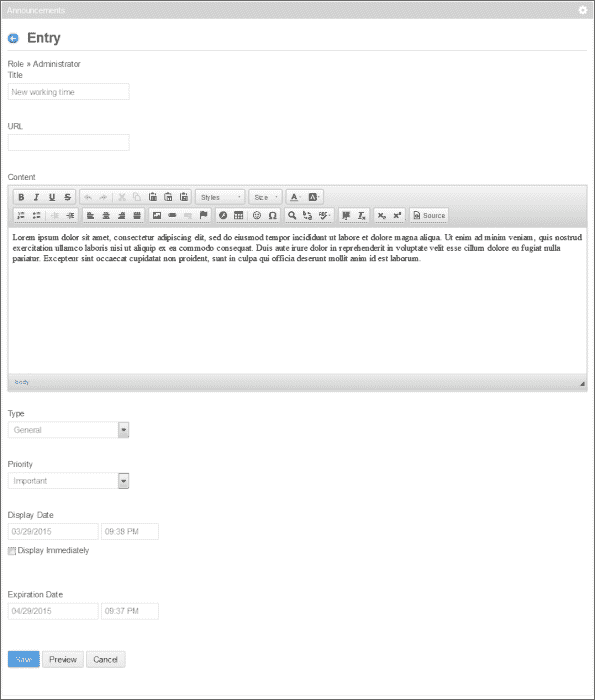 Announcements
Entry
Role » Administrator
Title
New working time
URL
Content
B I U S Styles Size A A
Source
Lorem ipsum dolor sit amet, consectetur adipiscing elit, sed do eiusmod tempor incididunt ut labore et dolore magna aliqua. Ut enim ad minim veniam, quis nostrud
exercitation ullamco laboris nisi ut aliquip ex ea commodo consequat. Duis aute irure dolor in reprehenderit in voluptate velit esse cillum dolore eu fugiat nulla
pariatur. Excepteur sint occaecat cupidatat non proident, sunt in culpa qui officia deserunt mollit anim id est laborum.
body
Type
General
Priority
Important
Display Date
03/29/2015 09:38 PM
Display Immediately
Expiration Date
04/29/2015 09:37 PM
Save Preview Cancel